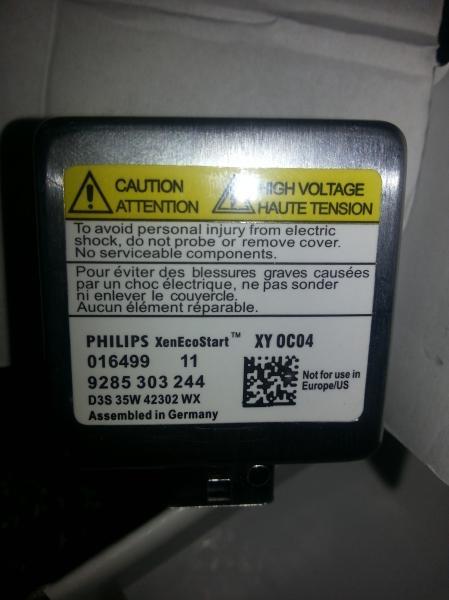 CAUTION HIGH VOLTAGE
ATTENTION HAUTE TENSION
To avoid personal injury from electric
shock, do not probe or remove cover.
No serviceable components.
Pour éviter des blessures graves causées
par un choc électrique, ne pas sonder
ni enlever le couvercle.
Aucun élément réparable.
PHILIPS XenEcoStart™ XY 0C04
016499 11
9285 303 244
D3S 35W 42302 WX
Assembled in Germany
Not for use in
Europe/US